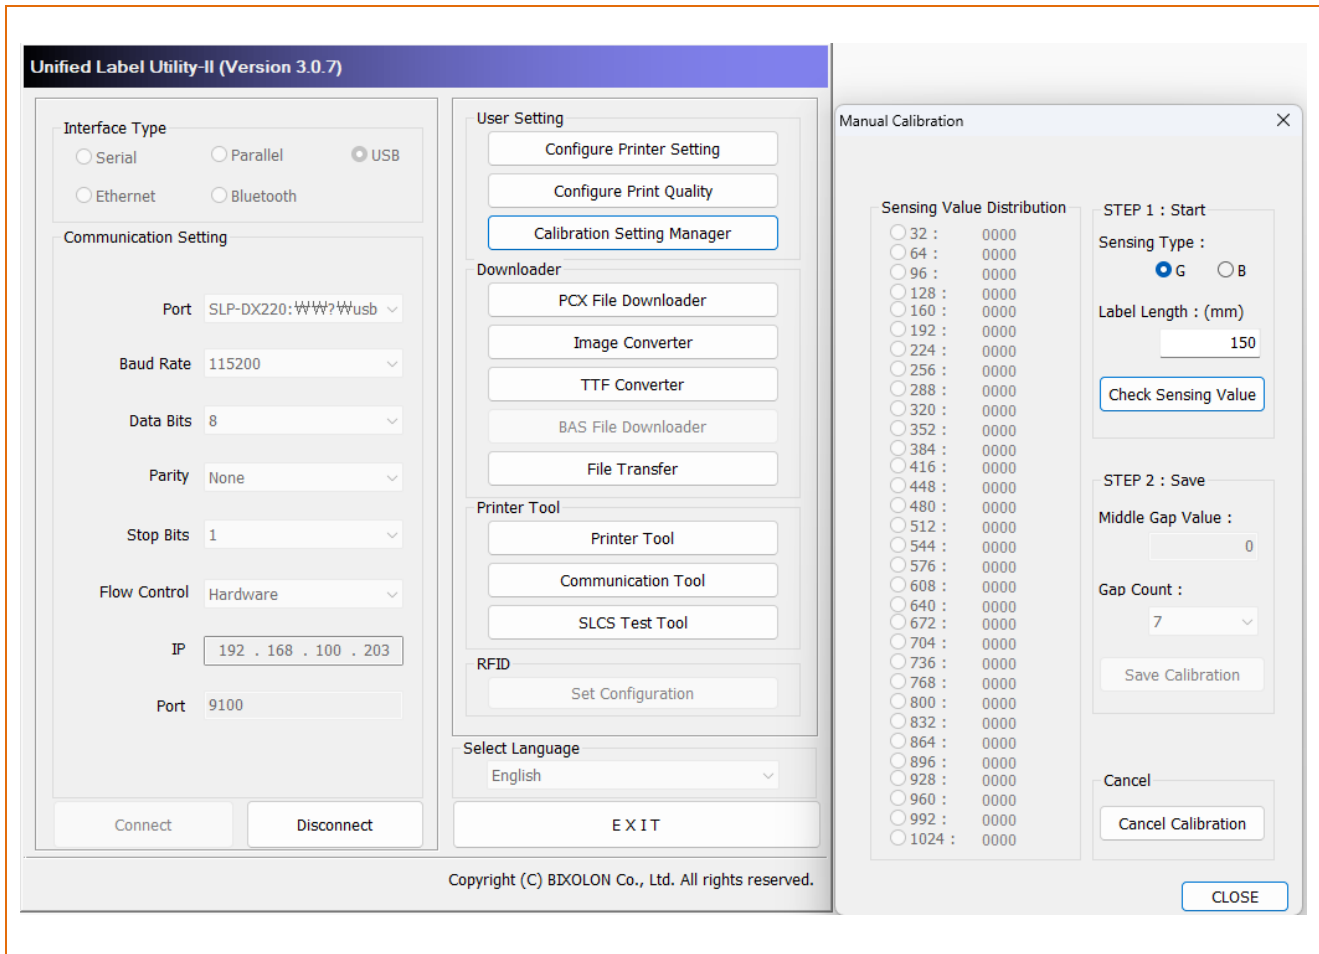 Unified Label Utility-II (Version 3.0.7)
Interface Type
Serial
Parallel
USB
Ethernet
Bluetooth
Communication Setting
Port
SLP-DX220:₩₩?₩usb
Baud Rate
115200
Data Bits
8
Parity
None
Stop Bits
1
Flow Control
Hardware
IP
192 . 168 . 100 . 203
Port
9100
Connect
Disconnect
User Setting
Configure Printer Setting
Configure Print Quality
Calibration Setting Manager
Downloader
PCX File Downloader
Image Converter
TTF Converter
BAS File Downloader
File Transfer
Printer Tool
Printer Tool
Communication Tool
SLCS Test Tool
RFID
Set Configuration
Select Language
English
E X I T
Copyright (C) BIXOLON Co., Ltd. All rights reserved.
Manual Calibration
Sensing Value Distribution
32 : 0000
64 : 0000
96 : 0000
128 : 0000
160 : 0000
192 : 0000
224 : 0000
256 : 0000
288 : 0000
320 : 0000
352 : 0000
384 : 0000
416 : 0000
448 : 0000
480 : 0000
512 : 0000
544 : 0000
576 : 0000
608 : 0000
640 : 0000
672 : 0000
704 : 0000
736 : 0000
768 : 0000
800 : 0000
832 : 0000
864 : 0000
896 : 0000
928 : 0000
960 : 0000
992 : 0000
1024 : 0000
STEP 1 : Start
Sensing Type :
G
B
Label Length : (mm)
150
Check Sensing Value
STEP 2 : Save
Middle Gap Value :
0
Gap Count :
7
Save Calibration
Cancel
Cancel Calibration
CLOSE